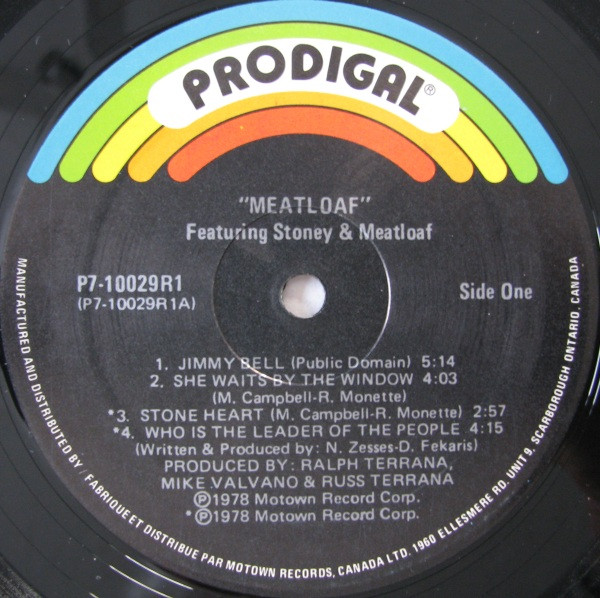 PRODIGAL®
"MEATLOAF"
Featuring Stoney & Meatloaf
P7-10029R1
(P7-10029R1A)
Side One
1. JIMMY BELL (Public Domain) 5:14
2. SHE WAITS BY THE WINDOW 4:03
(M. Campbell-R. Monette)
*3. STONE HEART (M. Campbell-R. Monette) 2:57
*4. WHO IS THE LEADER OF THE PEOPLE 4:15
(Written & Produced by: N. Zesses-D. Fekaris)
PRODUCED BY: RALPH TERRANA,
MIKE VALVANO & RUSS TERRANA
Ⓟ1978 Motown Record Corp.
*Ⓟ1978 Motown Record Corp.
MANUFACTURED AND DISTRIBUTED BY / FABRIQUE ET DISTRIBUE PAR MOTOWN RECORDS, CANADA LTD. 1960 ELLESMERE RD. UNIT 9, SCARBOROUGH ONTARIO, CANADA